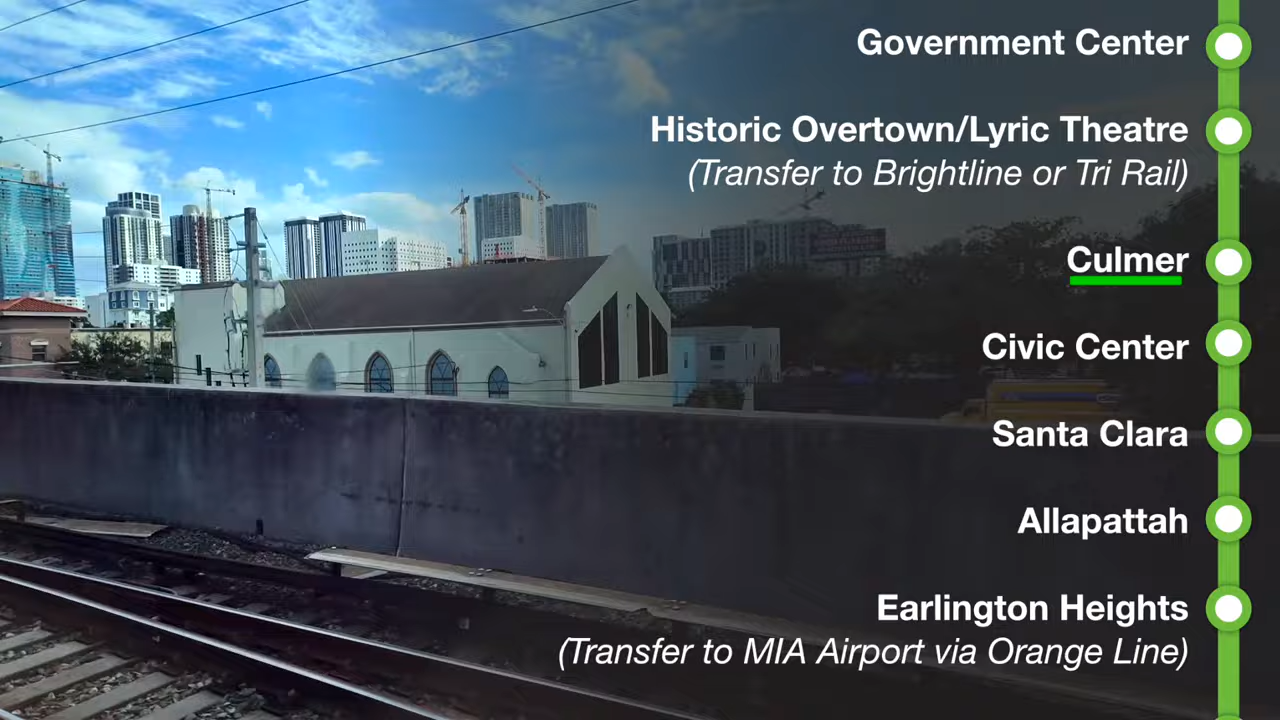 Government Center
Historic Overtown/Lyric Theatre
(Transfer to Brightline or Tri Rail)
Culmer
Civic Center
Santa Clara
Allapattah
Earlington Heights
(Transfer to MIA Airport via Orange Line)